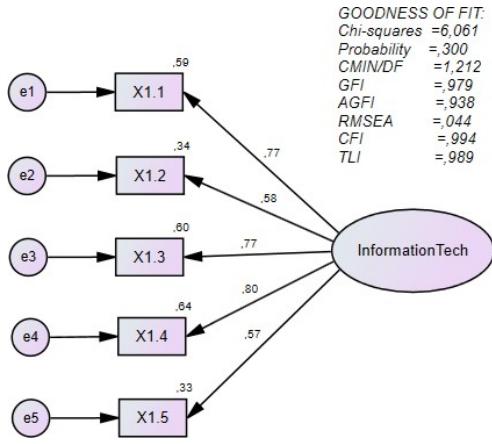 GOODNESS OF FIT:
Chi-squares =6,061
Probability =,300
CMIN/DF =1,212
GFI =,979
AGFI =,938
RMSEA =,044
CFI =,994
TLI =,989
,59
e1 X1.1
,77
,34
e2 X1.2
,58
,60
e3 X1.3
,77
InformationTech
,64
e4 X1.4
,80
,57
,33
e5 X1.5